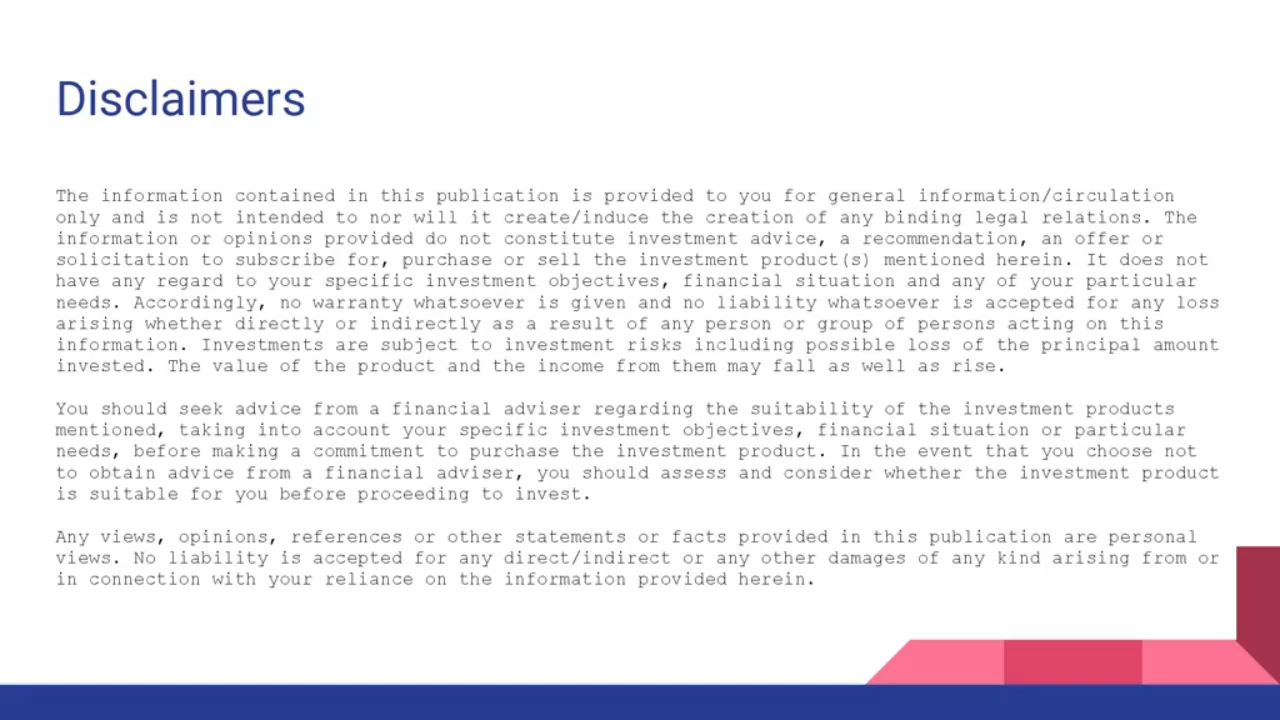 Disclaimers
The information contained in this publication is provided to you for general information/circulation
only and is not intended to nor will it create/induce the creation of any binding legal relations. The
information or opinions provided do not constitute investment advice, a recommendation, an offer or
solicitation to subscribe for, purchase or sell the investment product(s) mentioned herein. It does not
have any regard to your specific investment objectives, financial situation and any of your particular
needs. Accordingly, no warranty whatsoever is given and no liability whatsoever is accepted for any loss
arising whether directly or indirectly as a result of any person or group of persons acting on this
information. Investments are subject to investment risks including possible loss of the principal amount
invested. The value of the product and the income from them may fall as well as rise.
You should seek advice from a financial adviser regarding the suitability of the investment products
mentioned, taking into account your specific investment objectives, financial situation or particular
needs, before making a commitment to purchase the investment product. In the event that you choose not
to obtain advice from a financial adviser, you should assess and consider whether the investment product
is suitable for you before proceeding to invest.
Any views, opinions, references or other statements or facts provided in this publication are personal
views. No liability is accepted for any direct/indirect or any other damages of any kind arising from or
in connection with your reliance on the information provided herein.